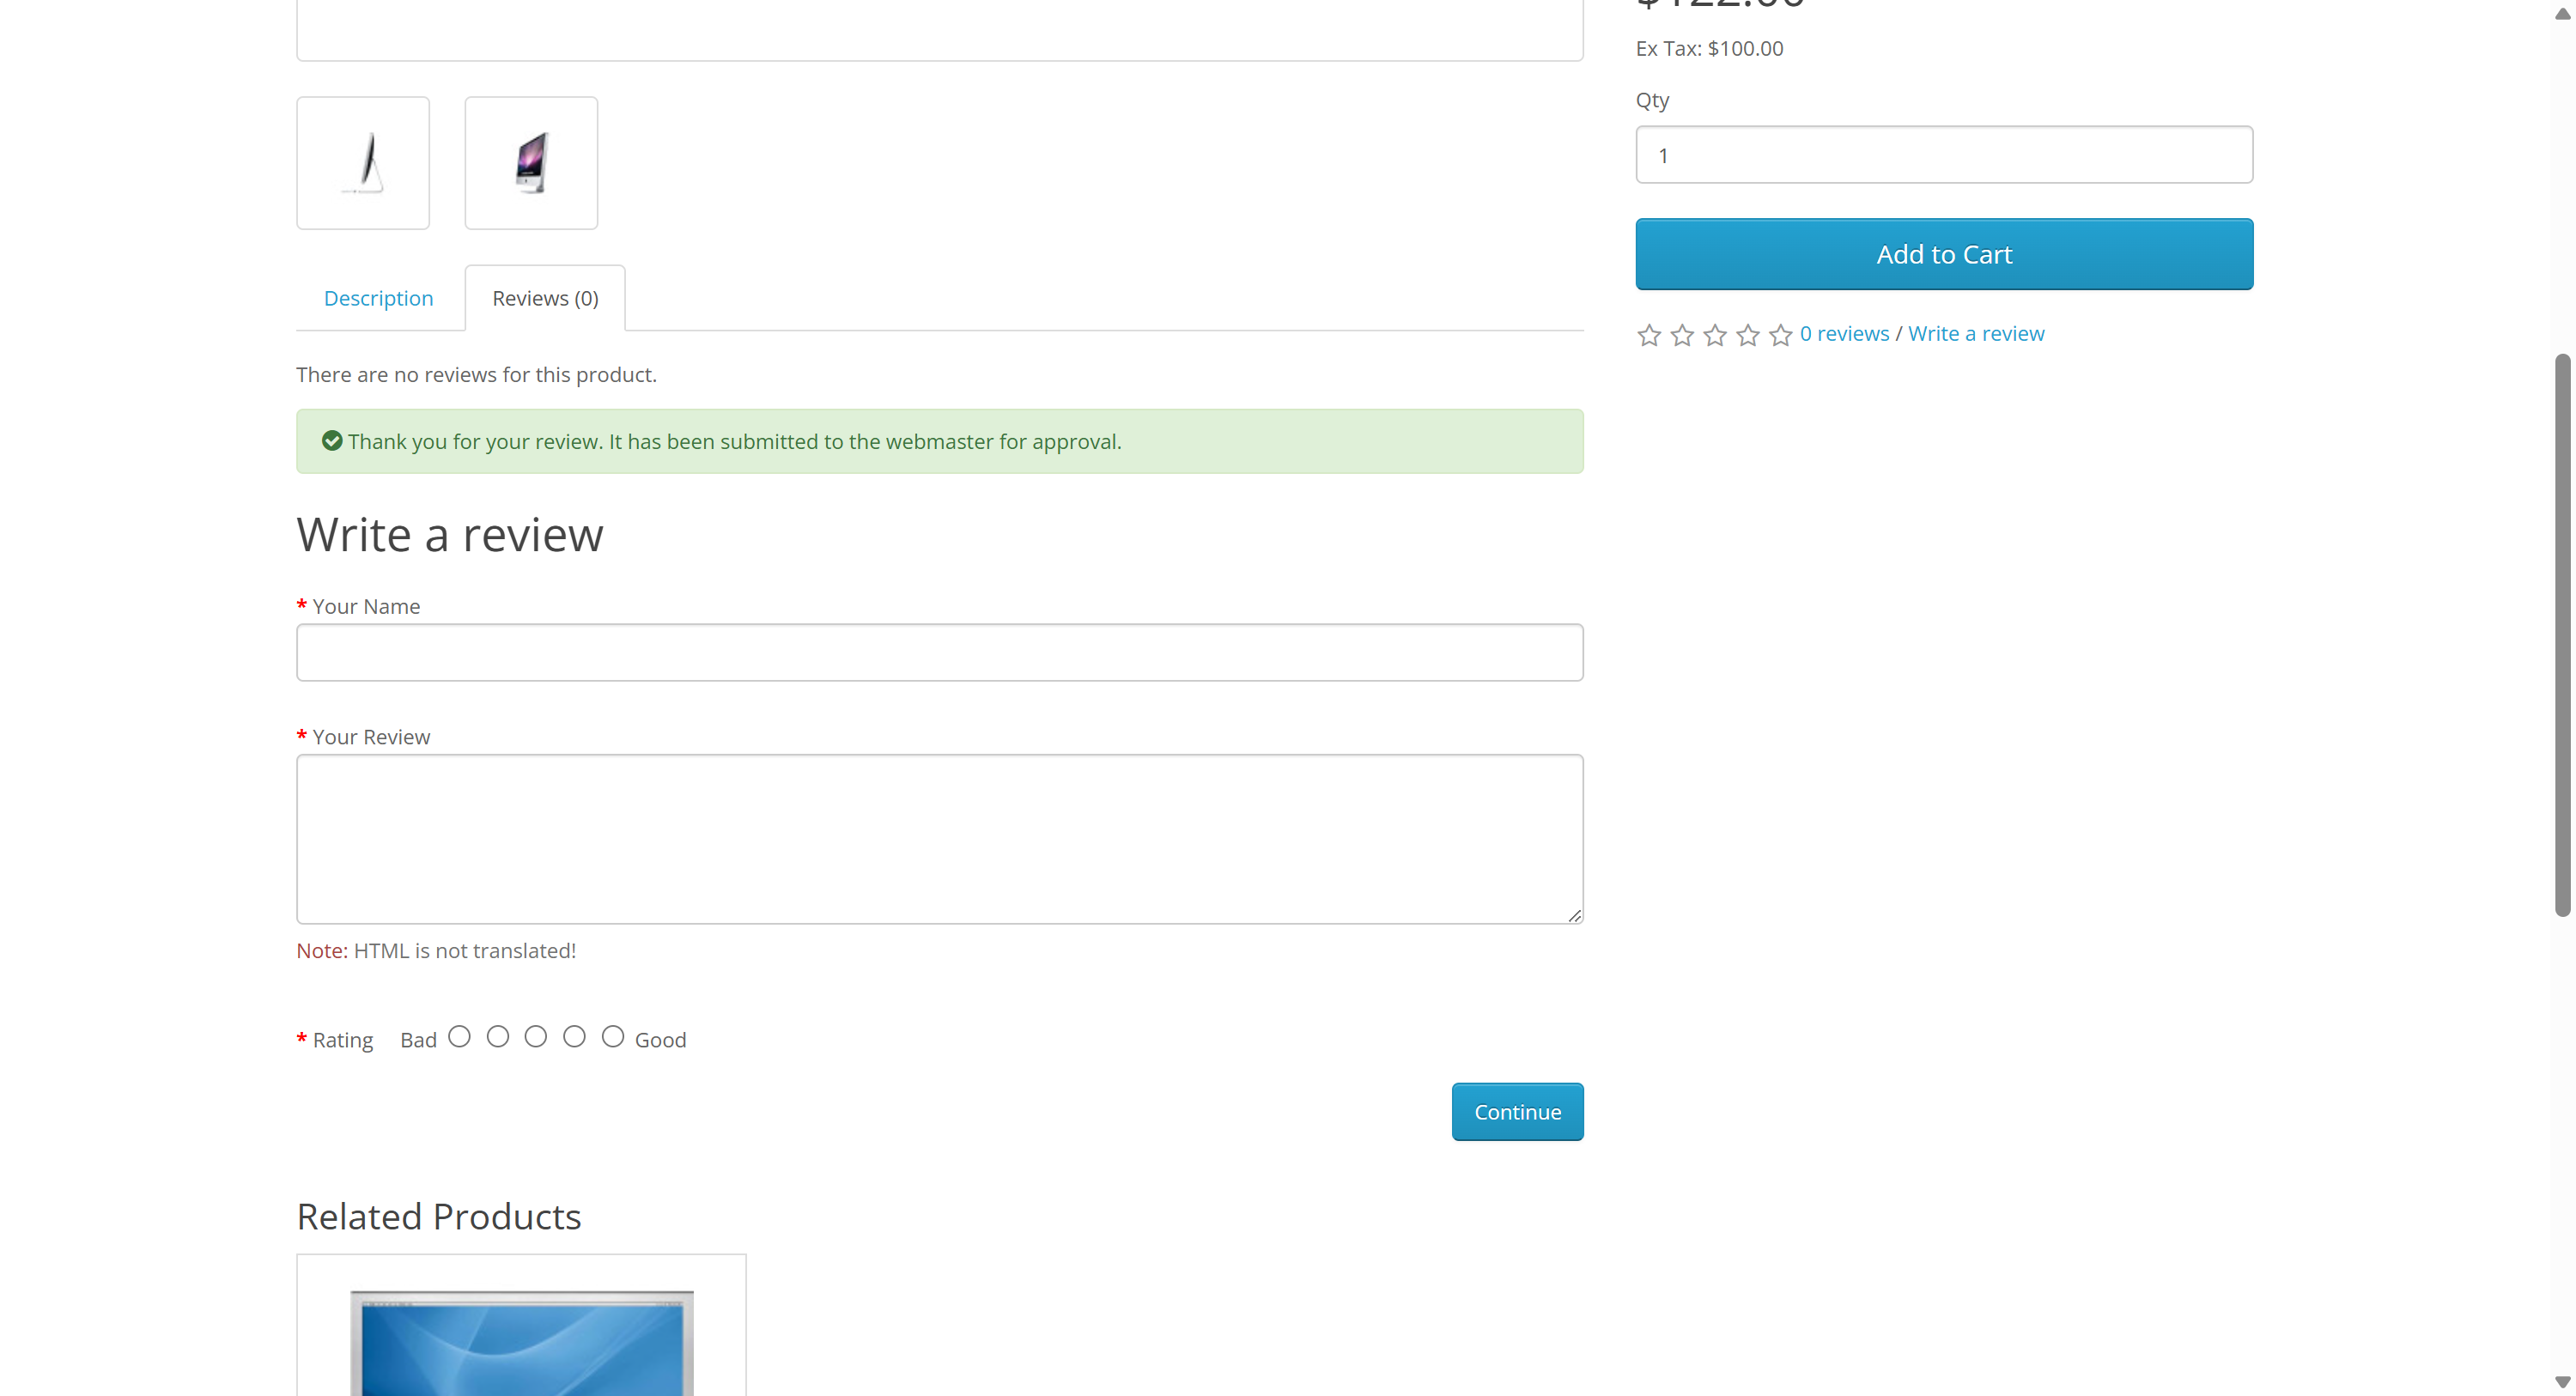 $122.00
Ex Tax: $100.00
Qty
1
Add to Cart
0 reviews / Write a review
Description
Reviews (0)
There are no reviews for this product.
Thank you for your review. It has been submitted to the webmaster for approval.
Write a review
* Your Name
* Your Review
Note: HTML is not translated!
* Rating Bad Good
Continue
Related Products